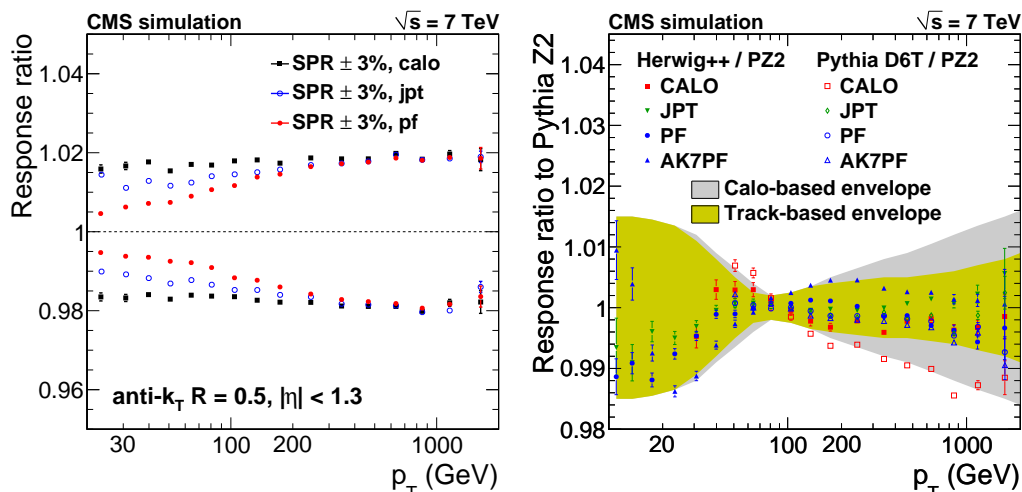 CMS simulation √s = 7 TeV
Response ratio
1.04
1.02
1
0.98
0.96
SPR ± 3%, calo
SPR ± 3%, jpt
SPR ± 3%, pf
anti-k_T R = 0.5, |η| < 1.3
30 100 200 1000
p_T (GeV)
CMS simulation √s = 7 TeV
Response ratio to Pythia Z2
1.04
1.03
1.02
1.01
1
0.99
0.98
Herwig++ / PZ2 Pythia D6T / PZ2
CALO CALO
JPT JPT
PF PF
AK7PF AK7PF
Calo-based envelope
Track-based envelope
20 100 200 1000
p_T (GeV)